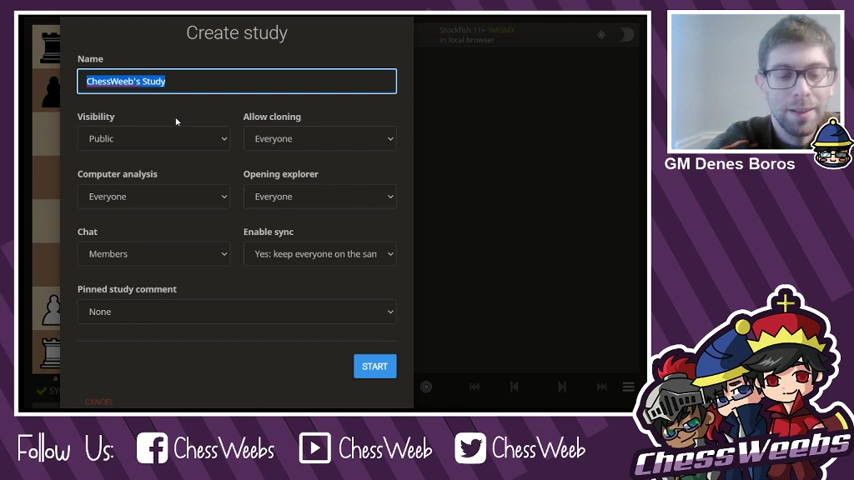 Create study
Name
ChessWeeb's Study
Visibility
Allow cloning
Public
Everyone
Computer analysis
Opening explorer
Everyone
Everyone
Chat
Enable sync
Members
Yes: keep everyone on the san
Pinned study comment
None
START
CANCEL
Stockfish 11+ WASMX
in local browser
GM Denes Boros
Follow Us:
ChessWeebs
ChessWeeb
ChessWeeb
ChessWeebs